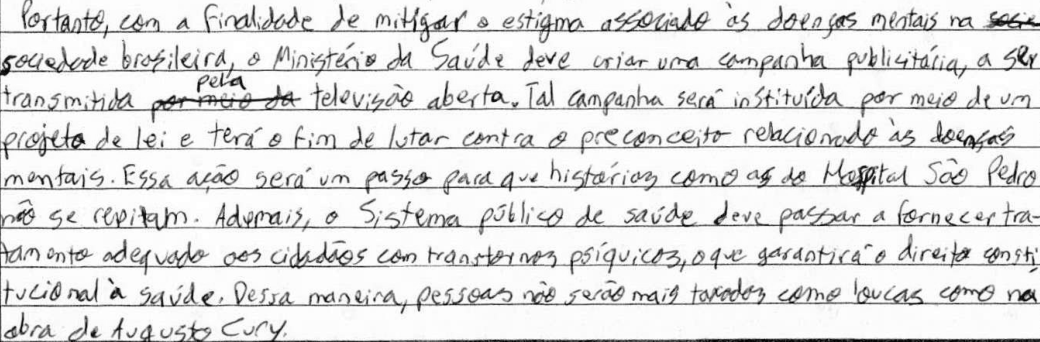 Portanto, com a finalidade de mitigar o estigma associado às doenças mentais na socie
sociedade brasileira, o Ministério da Saúde deve criar uma campanha publicitária, a ser
transmitida por meio da pela televisão aberta. Tal campanha será instituída por meio de um
projeto de lei e terá o fim de lutar contra o preconceito relacionado às doenças
mentais. Essa ação será um passo para que histórias como as do Hospital São Pedro
não se repitam. Ademais, o Sistema público de saúde deve passar a fornecer tra-
tamento adequado aos cidadãos com transtornos psíquicos, o que garantirá o direito consti-
tucional à saúde. Dessa maneira, pessoas não serão mais taxadas como loucas como na
obra de Augusto Cury.